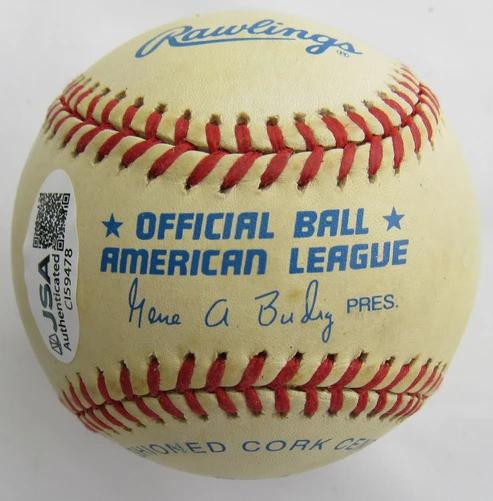 Rawlings
★ OFFICIAL BALL ★
AMERICAN LEAGUE
Gene A. Budig PRES.
JSA
Authenticated
CI59478
CORK